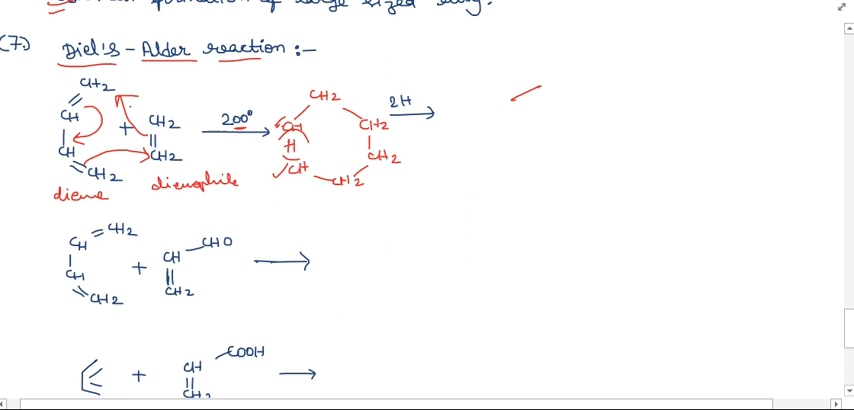 (7.) Diel's - Alder reaction :-
CH2
CH
+
CH2
200°
CH2
CH
CH2
2H
CH
CH2
CH2
CH
CH2
CH2
diene
dienophile
CH
CH2
CH
CHO
+
CH
CH2
CH2
+
CH
COOH
CH2